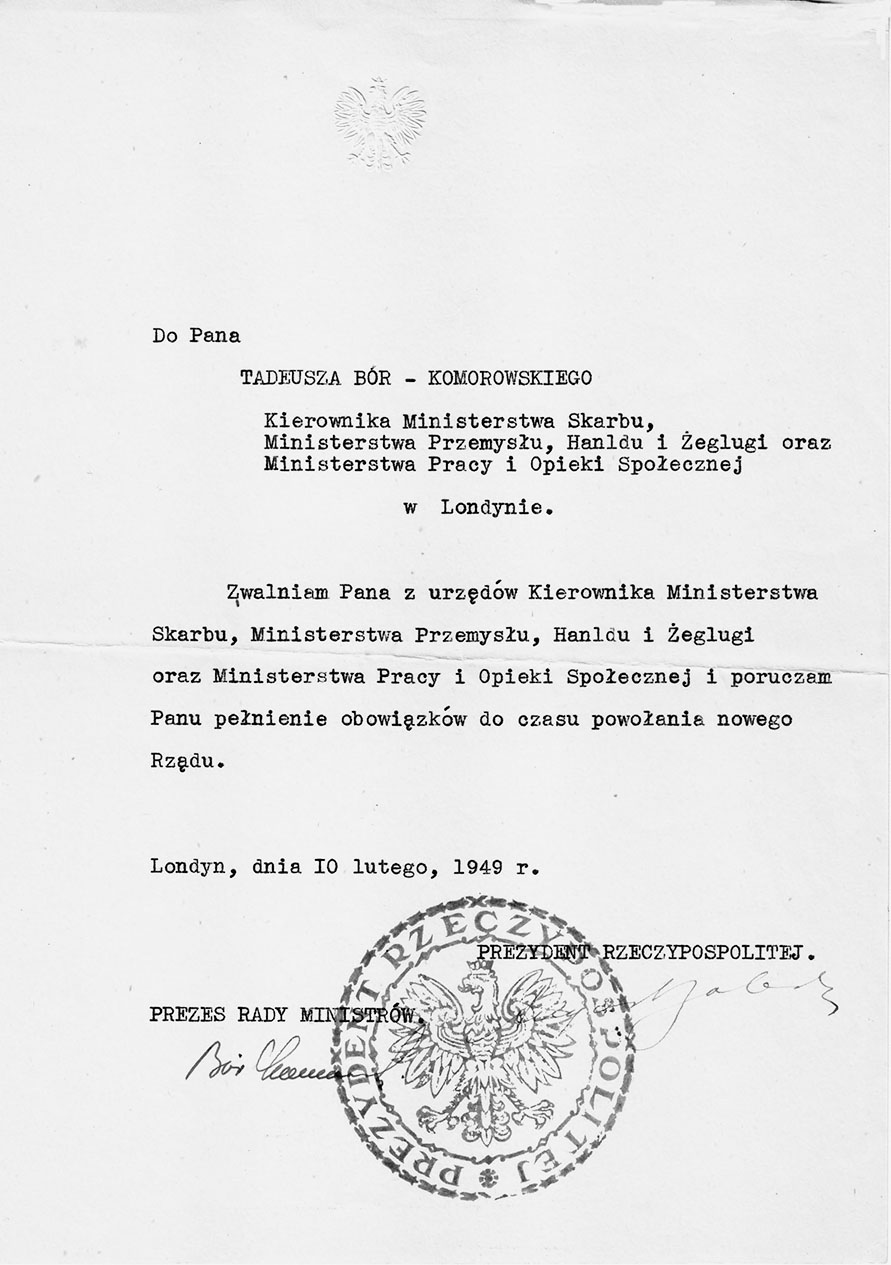 Do Pana
TADEUSZA BÓR - KOMOROWSKIEGO
Kierownika Ministerstwa Skarbu,
Ministerstwa Przemysłu, Hanldu i Żeglugi oraz
Ministerstwa Pracy i Opieki Społecznej
w Londynie.
Zwalniam Pana z urzędów Kierownika Ministerstwa
Skarbu, Ministerstwa Przemysłu, Hanldu i Żeglugi
oraz Ministerstwa Pracy i Opieki Społecznej i poruczam
Panu pełnienie obowiązków do czasu powołania nowego
Rządu.
Londyn, dnia IO lutego, 1949 r.
PREZYDENT RZECZYPOSPOLITEJ.
PREZES RADY MINISTRÓW.
Bór
PREZYDENT RZECZYPOSPOLITEJ